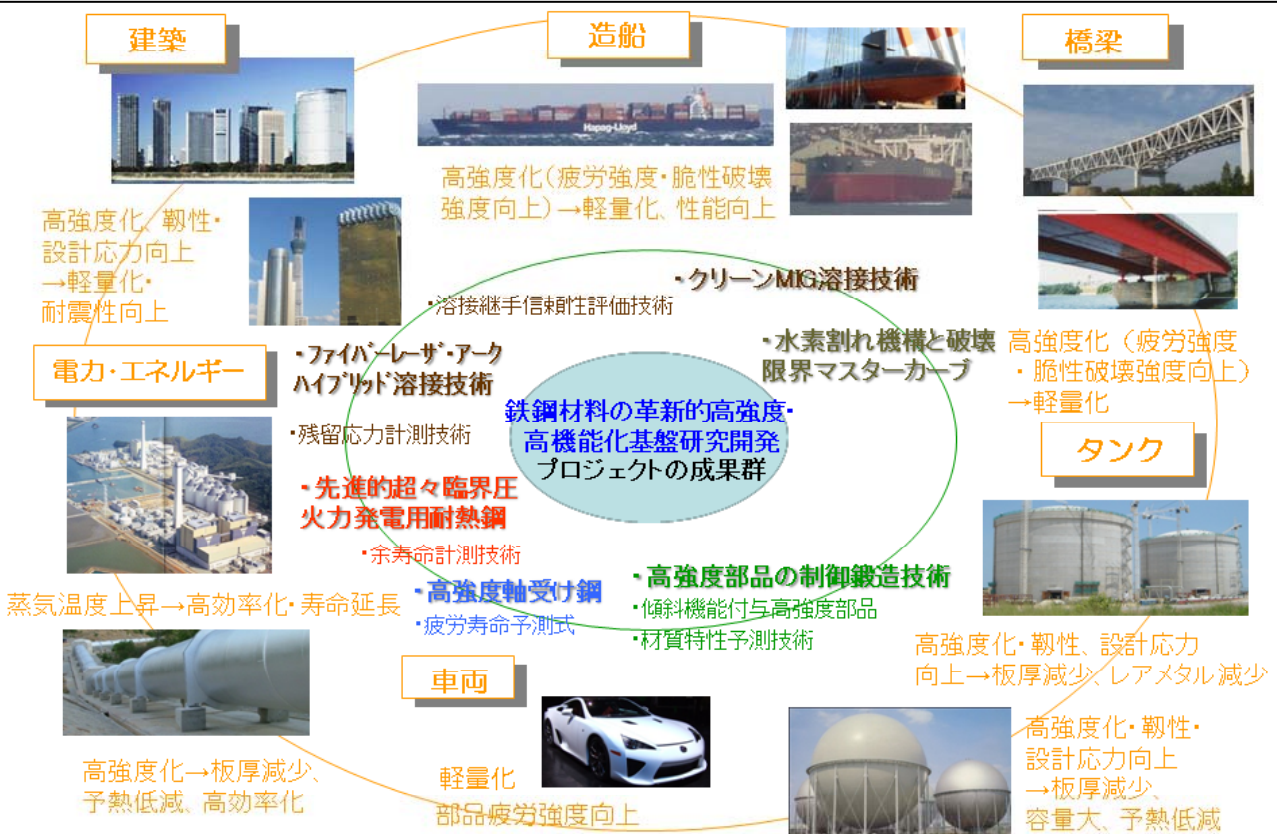 建築
造船
橋梁
Hapag-Lloyd
高強度化(疲労強度・脆性破壊
強度向上)→軽量化、性能向上
高強度化、靭性・
設計応力向上
→軽量化・
耐震性向上
・クリーンMIG溶接技術
・溶接継手信頼性評価技術
・水素割れ機構と破壊
限界マスターカーブ
高強度化(疲労強度
・脆性破壊強度向上)
→軽量化
電力・エネルギー
・ファイバーレーザ・アーク
ハイブリッド溶接技術
・残留応力計測技術
鉄鋼材料の革新的高強度・
高機能化基盤研究開発
プロジェクトの成果群
タンク
・先進的超々臨界圧
火力発電用耐熱鋼
・余寿命計測技術
・高強度軸受け鋼
・疲労寿命予測式
・高強度部品の制御鍛造技術
・傾斜機能付与高強度部品
・材質特性予測技術
蒸気温度上昇→高効率化・寿命延長
高強度化・靭性、設計応力
向上→板厚減少、レアメタル減少
車両
高強度化→板厚減少、
予熱低減、高効率化
軽量化
部品疲労強度向上
高強度化・靭性・
設計応力向上
→板厚減少、
容量大、予熱低減